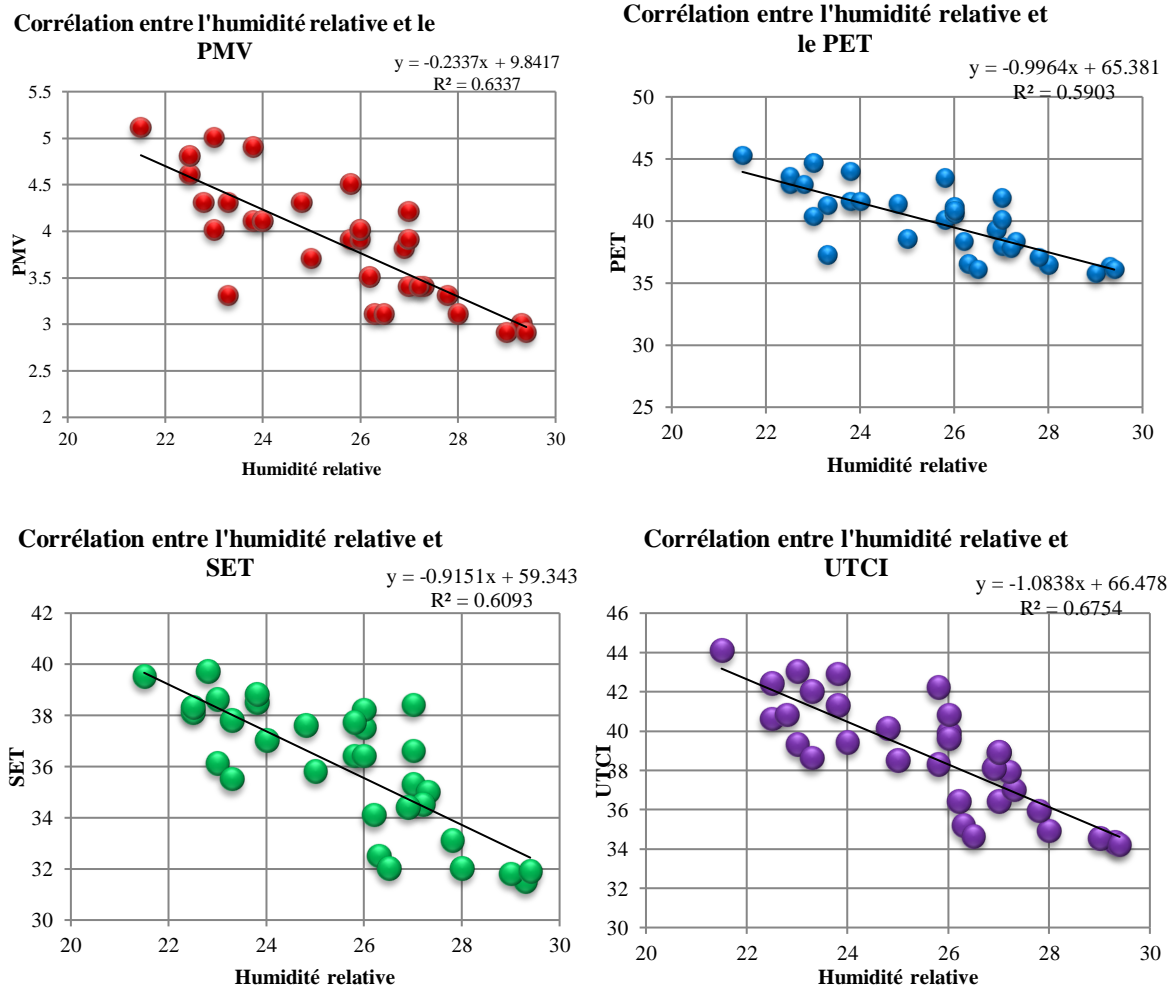 Corrélation entre l'humidité relative et le
PMV
y = -0.2337x + 9.8417
R² = 0.6337
5.5
5
4.5
4
3.5
3
2.5
2
PMV
20 22 24 26 28 30
Humidité relative
Corrélation entre l'humidité relative et
le PET
y = -0.9964x + 65.381
R² = 0.5903
50
45
40
35
30
25
PET
20 22 24 26 28 30
Humidité relative
Corrélation entre l'humidité relative et
SET
y = -0.9151x + 59.343
R² = 0.6093
42
40
38
36
34
32
30
SET
20 22 24 26 28 30
Humidité relative
Corrélation entre l'humidité relative et
UTCI
y = -1.0838x + 66.478
R² = 0.6754
46
44
42
40
38
36
34
32
30
UTCI
20 22 24 26 28 30
Humidité relative